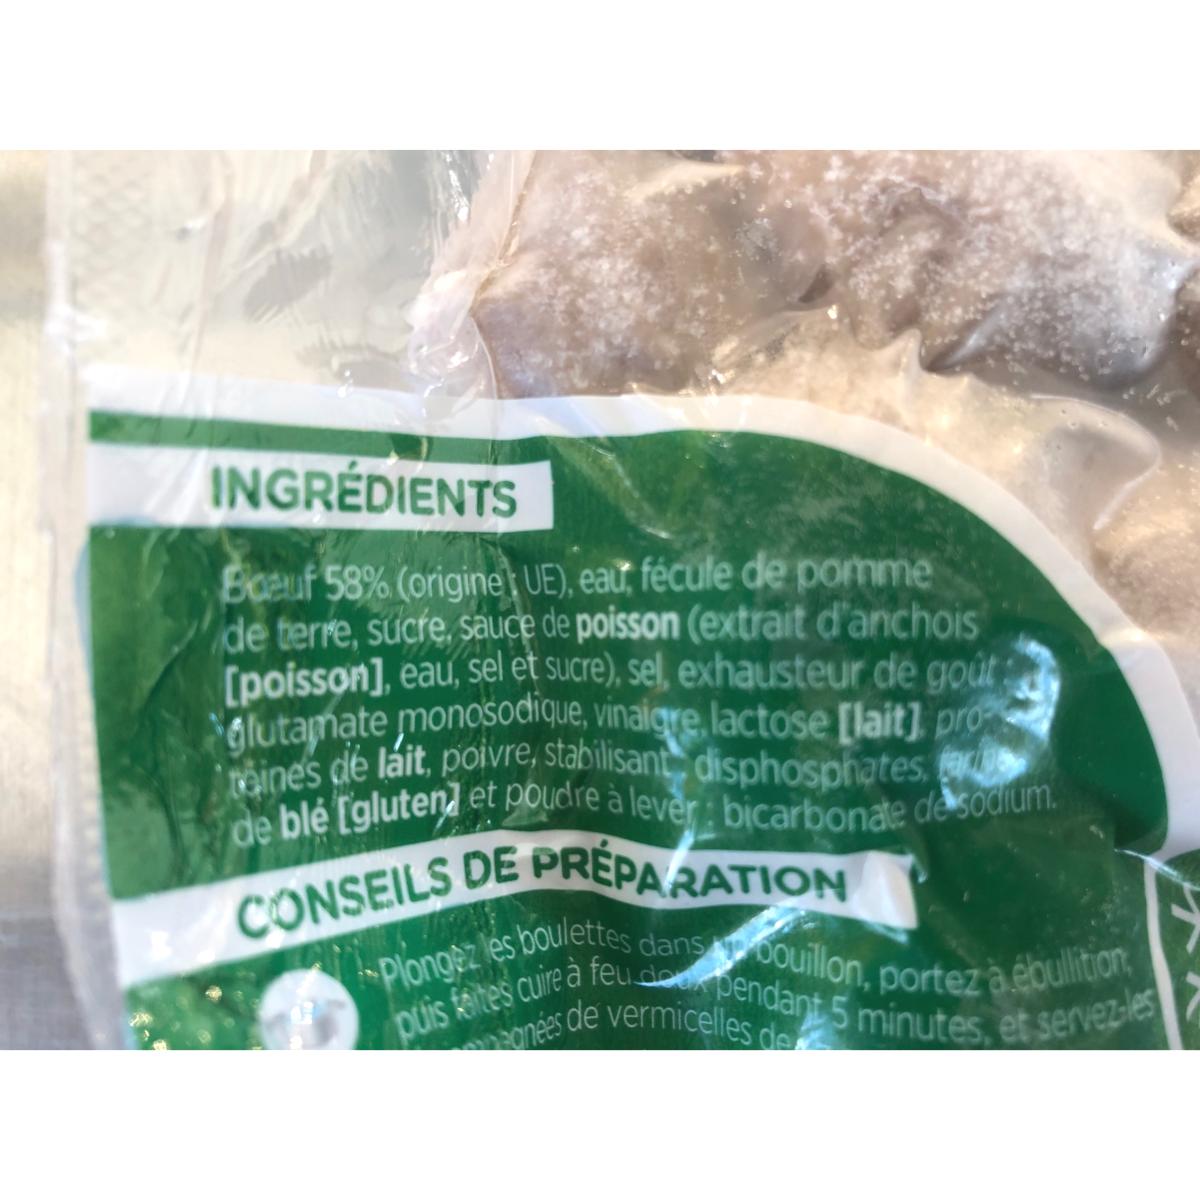 INGRÉDIENTS
Bœuf 58% (origine : UE), eau, fécule de pomme
de terre, sucre, sauce de poisson (extrait d'anchois
[poisson], eau, sel et sucre), sel, exhausteur de goût
glutamate monosodique, vinaigre, lactose [lait], pro-
téines de lait, poivre, stabilisant : disphosphates, farine
de blé [gluten] et poudre à lever : bicarbonate de sodium.
CONSEILS DE PRÉPARATION
Plongez les boulettes dans un bouillon, portez à ébullition,
puis faites cuire à feu doux pendant 5 minutes, et servez-les
de vermicelles de